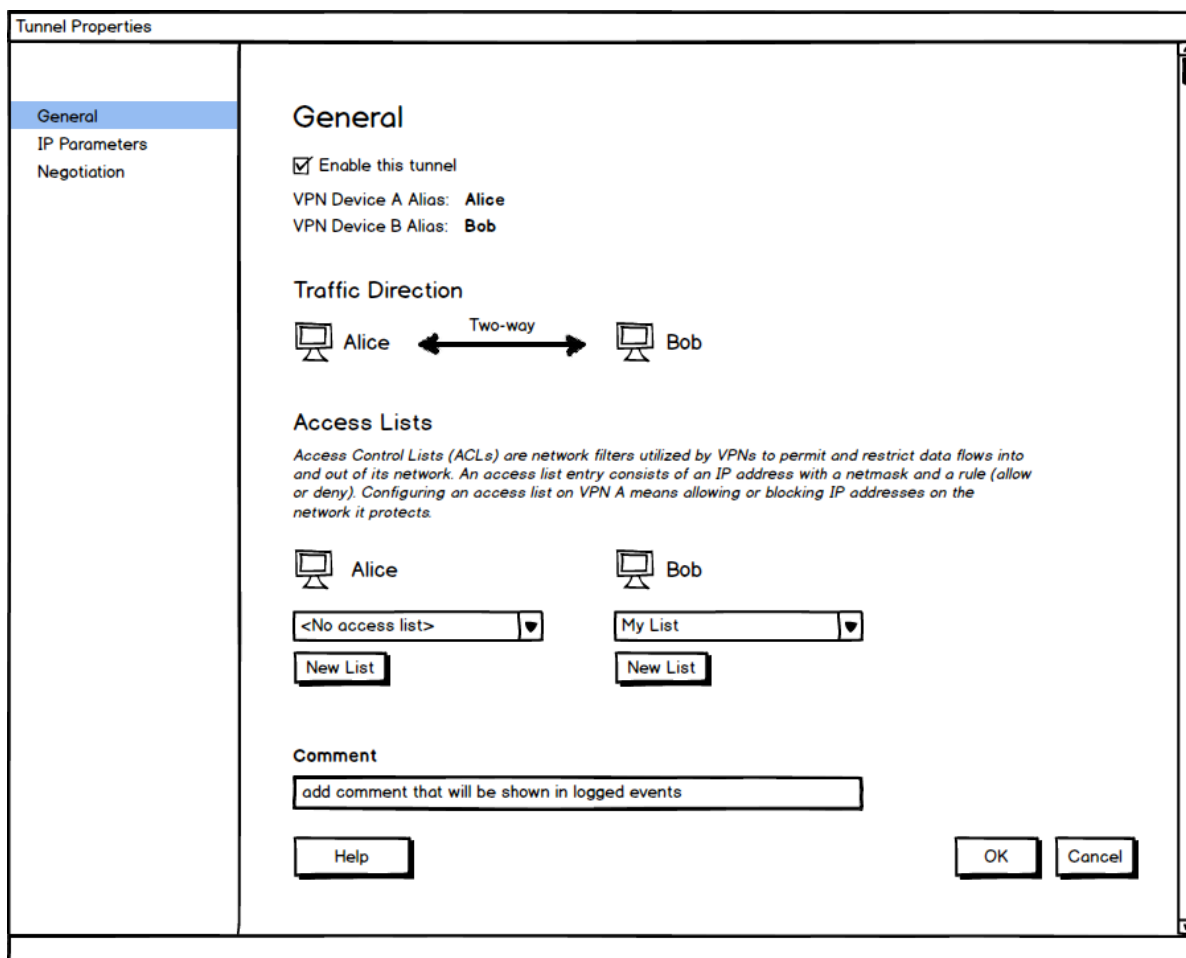 Tunnel Properties
General
IP Parameters
Negotiation
General
Enable this tunnel
VPN Device A Alias: Alice
VPN Device B Alias: Bob
Traffic Direction
Alice
Two-way
Bob
Access Lists
Access Control Lists (ACLs) are network filters utilized by VPNs to permit and restrict data flows into
and out of its network. An access list entry consists of an IP address with a netmask and a rule (allow
or deny). Configuring an access list on VPN A means allowing or blocking IP addresses on the
network it protects.
Alice
Bob
<No access list>
My List
New List
New List
Comment
add comment that will be shown in logged events
Help
OK
Cancel